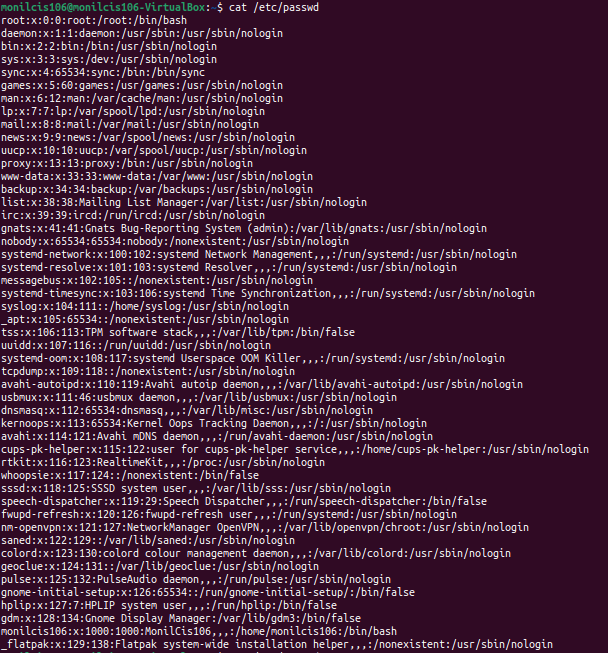 monilcis106@monilcis106-VirtualBox:~$ cat /etc/passwd
root:x:0:0:root:/root:/bin/bash
daemon:x:1:1:daemon:/usr/sbin:/usr/sbin/nologin
bin:x:2:2:bin:/bin:/usr/sbin/nologin
sys:x:3:3:sys:/dev:/usr/sbin/nologin
sync:x:4:65534:sync:/bin:/bin/sync
games:x:5:60:games:/usr/games:/usr/sbin/nologin
man:x:6:12:man:/var/cache/man:/usr/sbin/nologin
lp:x:7:7:lp:/var/spool/lpd:/usr/sbin/nologin
mail:x:8:8:mail:/var/mail:/usr/sbin/nologin
news:x:9:9:news:/var/spool/news:/usr/sbin/nologin
uucp:x:10:10:uucp:/var/spool/uucp:/usr/sbin/nologin
proxy:x:13:13:proxy:/bin:/usr/sbin/nologin
www-data:x:33:33:www-data:/var/www:/usr/sbin/nologin
backup:x:34:34:backup:/var/backups:/usr/sbin/nologin
list:x:38:38:Mailing List Manager:/var/list:/usr/sbin/nologin
irc:x:39:39:ircd:/run/ircd:/usr/sbin/nologin
gnats:x:41:41:Gnats Bug-Reporting System (admin):/var/lib/gnats:/usr/sbin/nologin
nobody:x:65534:65534:nobody:/nonexistent:/usr/sbin/nologin
systemd-network:x:100:102:systemd Network Management,,,:/run/systemd:/usr/sbin/nologin
systemd-resolve:x:101:103:systemd Resolver,,,:/run/systemd:/usr/sbin/nologin
messagebus:x:102:105::/nonexistent:/usr/sbin/nologin
systemd-timesync:x:103:106:systemd Time Synchronization,,,:/run/systemd:/usr/sbin/nologin
syslog:x:104:111::/home/syslog:/usr/sbin/nologin
_apt:x:105:65534::/nonexistent:/usr/sbin/nologin
tss:x:106:113:TPM software stack,,,:/var/lib/tpm:/bin/false
uuidd:x:107:116::/run/uuidd:/usr/sbin/nologin
systemd-oom:x:108:117:systemd Userspace OOM Killer,,,:/run/systemd:/usr/sbin/nologin
tcpdump:x:109:118::/nonexistent:/usr/sbin/nologin
avahi-autoipd:x:110:119:Avahi autoip daemon,,,:/var/lib/avahi-autoipd:/usr/sbin/nologin
usbmux:x:111:46:usbmux daemon,,,:/var/lib/usbmux:/usr/sbin/nologin
dnsmasq:x:112:65534:dnsmasq,,,:/var/lib/misc:/usr/sbin/nologin
kernoops:x:113:65534:Kernel Oops Tracking Daemon,,,:/:/usr/sbin/nologin
avahi:x:114:121:Avahi mDNS daemon,,,:/run/avahi-daemon:/usr/sbin/nologin
cups-pk-helper:x:115:122:user for cups-pk-helper service,,,:/home/cups-pk-helper:/usr/sbin/nologin
rtkit:x:116:123:RealtimeKit,,,:/proc:/usr/sbin/nologin
whoopsie:x:117:124::/nonexistent:/bin/false
sssd:x:118:125:SSSD system user,,,:/var/lib/sss:/usr/sbin/nologin
speech-dispatcher:x:119:29:Speech Dispatcher,,,:/run/speech-dispatcher:/bin/false
fwupd-refresh:x:120:126:fwupd-refresh user,,,:/run/systemd:/usr/sbin/nologin
nm-openvpn:x:121:127:NetworkManager OpenVPN,,,:/var/lib/openvpn/chroot:/usr/sbin/nologin
saned:x:122:129::/var/lib/saned:/usr/sbin/nologin
colord:x:123:130:colord colour management daemon,,,:/var/lib/colord:/usr/sbin/nologin
geoclue:x:124:131::/var/lib/geoclue:/usr/sbin/nologin
pulse:x:125:132:PulseAudio daemon,,,:/run/pulse:/usr/sbin/nologin
gnome-initial-setup:x:126:65534::/run/gnome-initial-setup/:/bin/false
hplip:x:127:7:HPLIP system user,,,:/run/hplip:/bin/false
gdm:x:128:134:Gnome Display Manager:/var/lib/gdm3:/bin/false
monilcis106:x:1000:1000:MonilCis106,,,:/home/monilcis106:/bin/bash
_flatpak:x:129:138:Flatpak system-wide installation helper,,,:/nonexistent:/usr/sbin/nologin